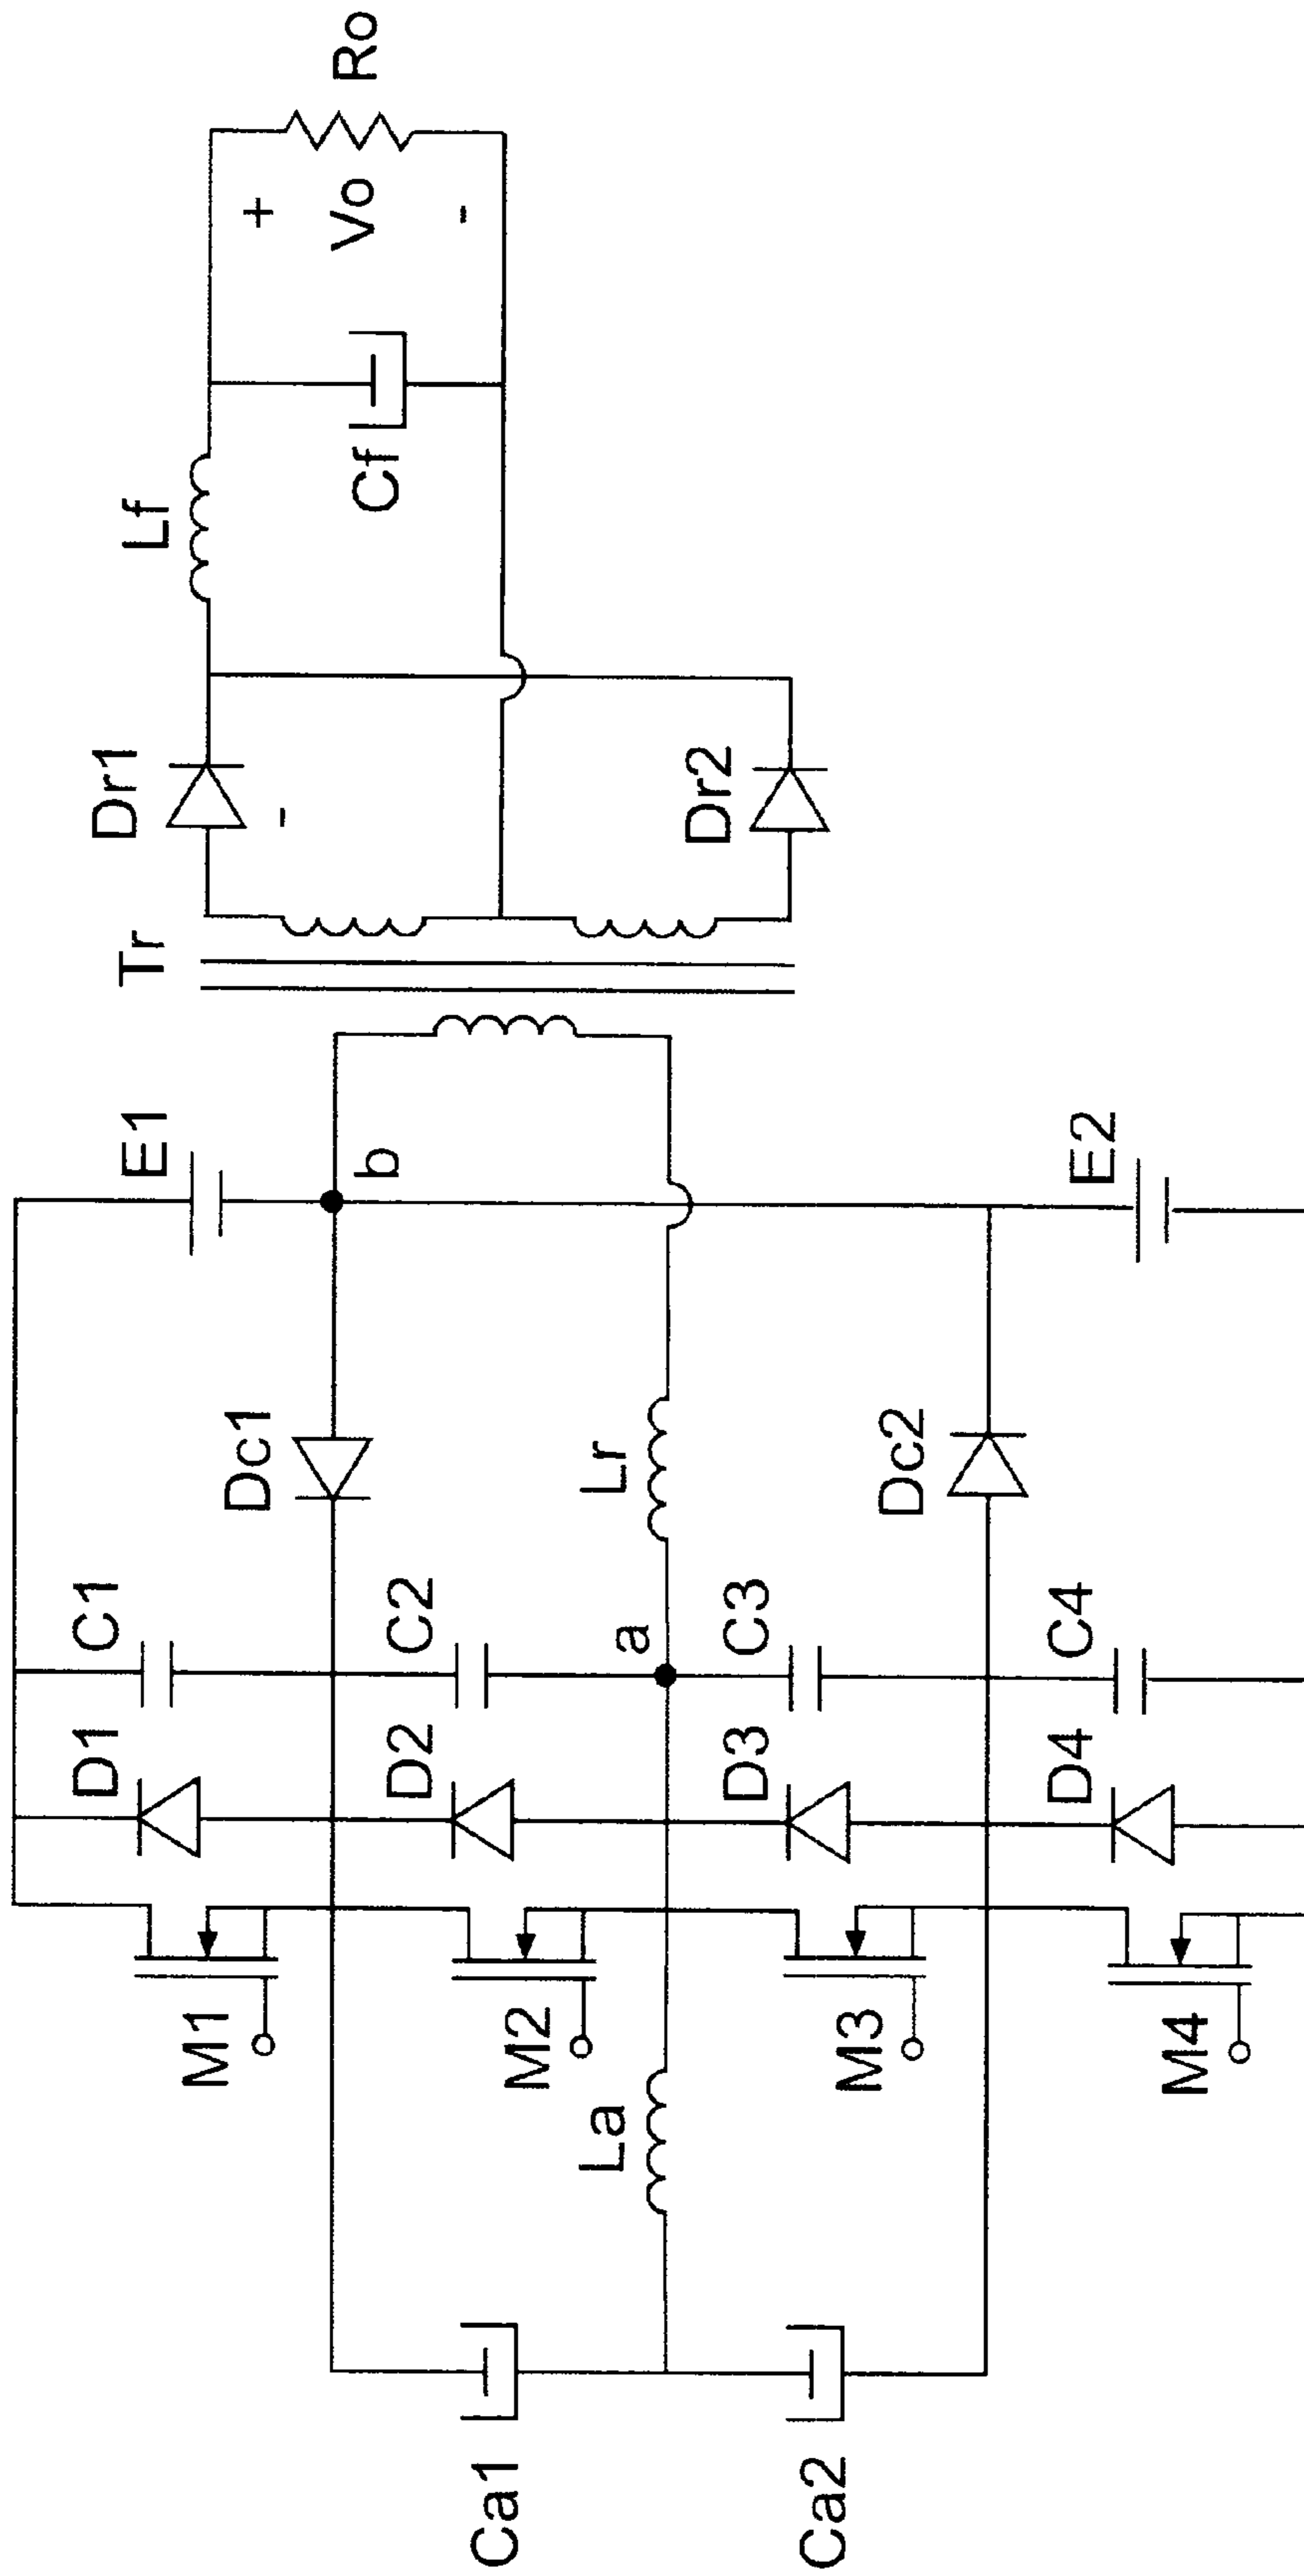 Ca1
Ca2
La
M1
M2
M3
M4
D1
D2
D3
D4
C1
C2
a
C3
C4
Dc1
Lr
Dc2
E1
b
E2
Tr
Dr1
-
Dr2
Lf
Cf
+
Vo
-
Ro